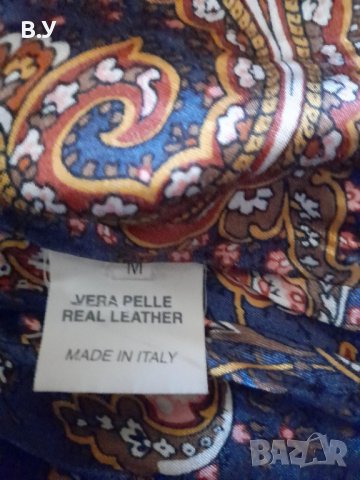 B.У
M
VERA PELLE
REAL LEATHER
MADE IN ITALY
BAZAR